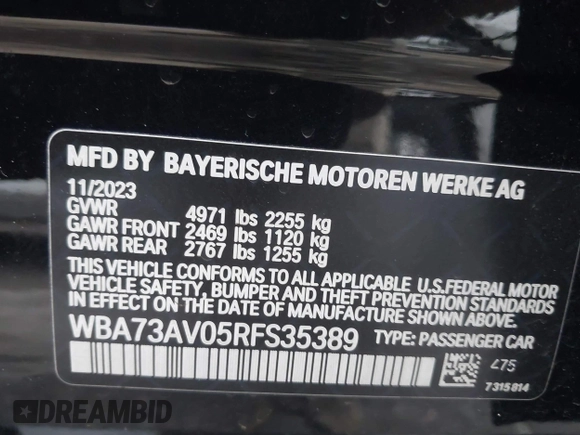 MFD BY BAYERISCHE MOTOREN WERKE AG
11/2023
GVWR 4971 lbs 2255 kg
GAWR FRONT 2469 lbs 1120 kg
GAWR REAR 2767 lbs 1255 kg
THIS VEHICLE CONFORMS TO ALL APPLICABLE U.S.FEDERAL MOTOR
VEHICLE SAFETY, BUMPER AND THEFT PREVENTION STANDARDS
IN EFFECT ON THE DATE OF MANUFACTURE SHOWN ABOVE.
WBA73AV05RFS35389 TYPE: PASSENGER CAR
475
7315814
DREAMBID